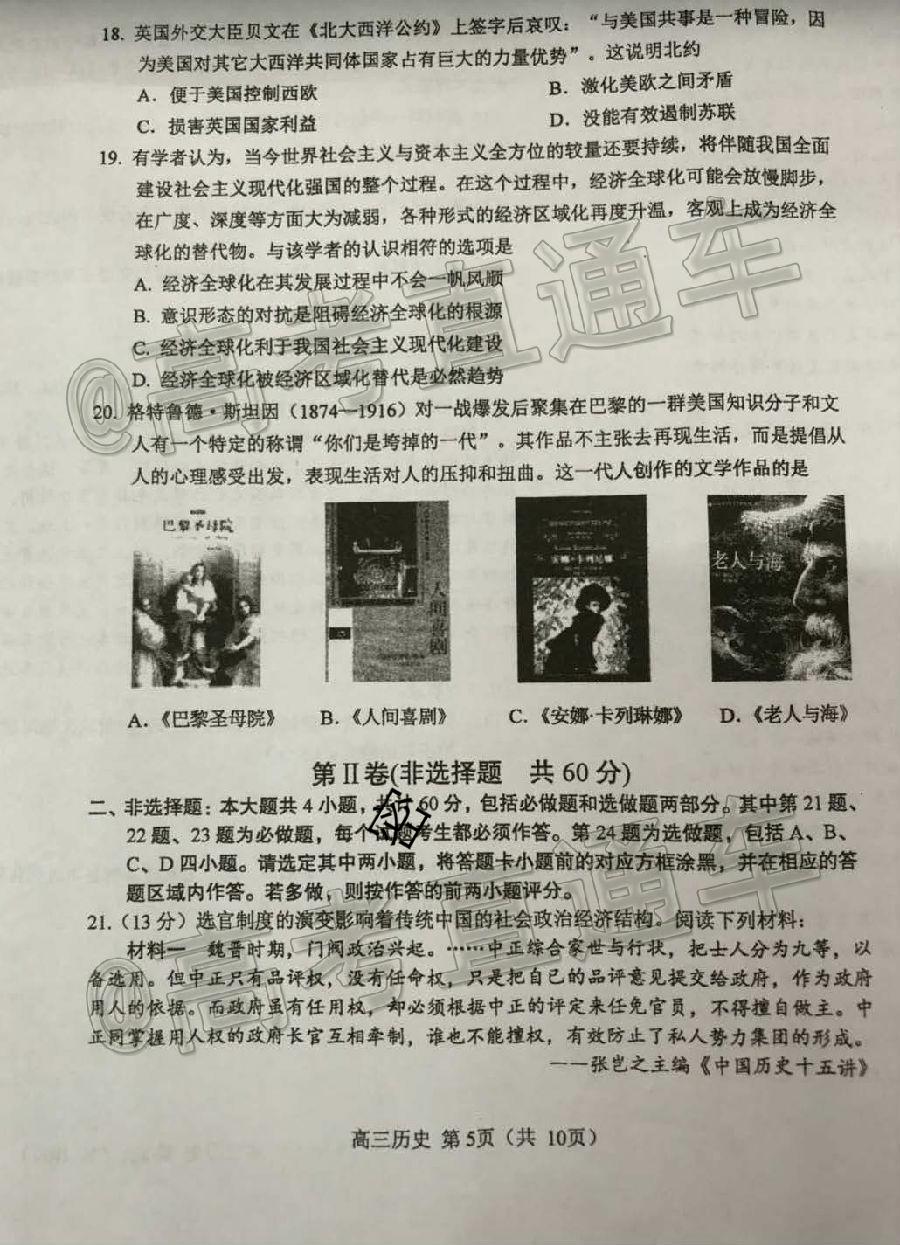 18. 英国外交大臣贝文在《北大西洋公约》上签字后哀叹：“与美国共事是一种冒险，因
为美国对其它大西洋共同体国家占有巨大的力量优势”。这说明北约
A．便于美国控制西欧
B．激化美欧之间矛盾
C．损害英国国家利益
D．没能有效遏制苏联
19. 有学者认为，当今世界社会主义与资本主义全方位的较量还要持续，将伴随我国全面
建设社会主义现代化强国的整个过程。在这个过程中，经济全球化可能会放慢脚步，
在广度、深度等方面大为减弱，各种形式的经济区域化再度升温，客观上成为经济全
球化的替代物。与该学者的认识相符的选项是
A. 经济全球化在其发展过程中不会一帆风顺
B. 意识形态的对抗是阻碍经济全球化的根源
C. 经济全球化利于我国社会主义现代化建设
D. 经济全球化被经济区域化替代是必然趋势
20. 格特鲁德·斯坦因（1874—1916）对一战爆发后聚集在巴黎的一群美国知识分子和文
人有一个特定的称谓“你们是垮掉的一代”。其作品不主张去再现生活，而是提倡从
人的心理感受出发，表现生活对人的压抑和扭曲。这一代人创作的文学作品的是
巴黎圣母院
人间喜剧
安娜·卡列尼娜
老人与海
A.《巴黎圣母院》 B.《人间喜剧》 C.《安娜·卡列琳娜》 D.《老人与海》
第Ⅱ卷(非选择题 共 60 分)
二、非选择题：本大题共 4 小题，共 60 分，包括必做题和选做题两部分。其中第 21 题、
22 题、23 题为必做题，每个试题考生都必须作答。第 24 题为选做题，包括 A、B、
C、D 四小题。请选定其中两小题，将答题卡小题前的对应方框涂黑，并在相应的答
题区域内作答。若多做，则按作答的前两小题评分。
21.（13 分）选官制度的演变影响着传统中国的社会政治经济结构。阅读下列材料：
材料一 魏晋时期，门阀政治兴起。……中正综合家世与行状，把士人分为九等，以
备选用。但中正只有品评权，没有任命权，只是把自己的品评意见提交给政府，作为政府
用人的依据。而政府虽有任用权，却必须根据中正的评定来任免官员，不得擅自做主。中
正同掌握用人权的政府长官互相牵制，谁也不能擅权，有效防止了私人势力集团的形成。
——张岂之主编《中国历史十五讲》
高三历史 第 5页（共 10页）
@高考直通车
@高考直通车